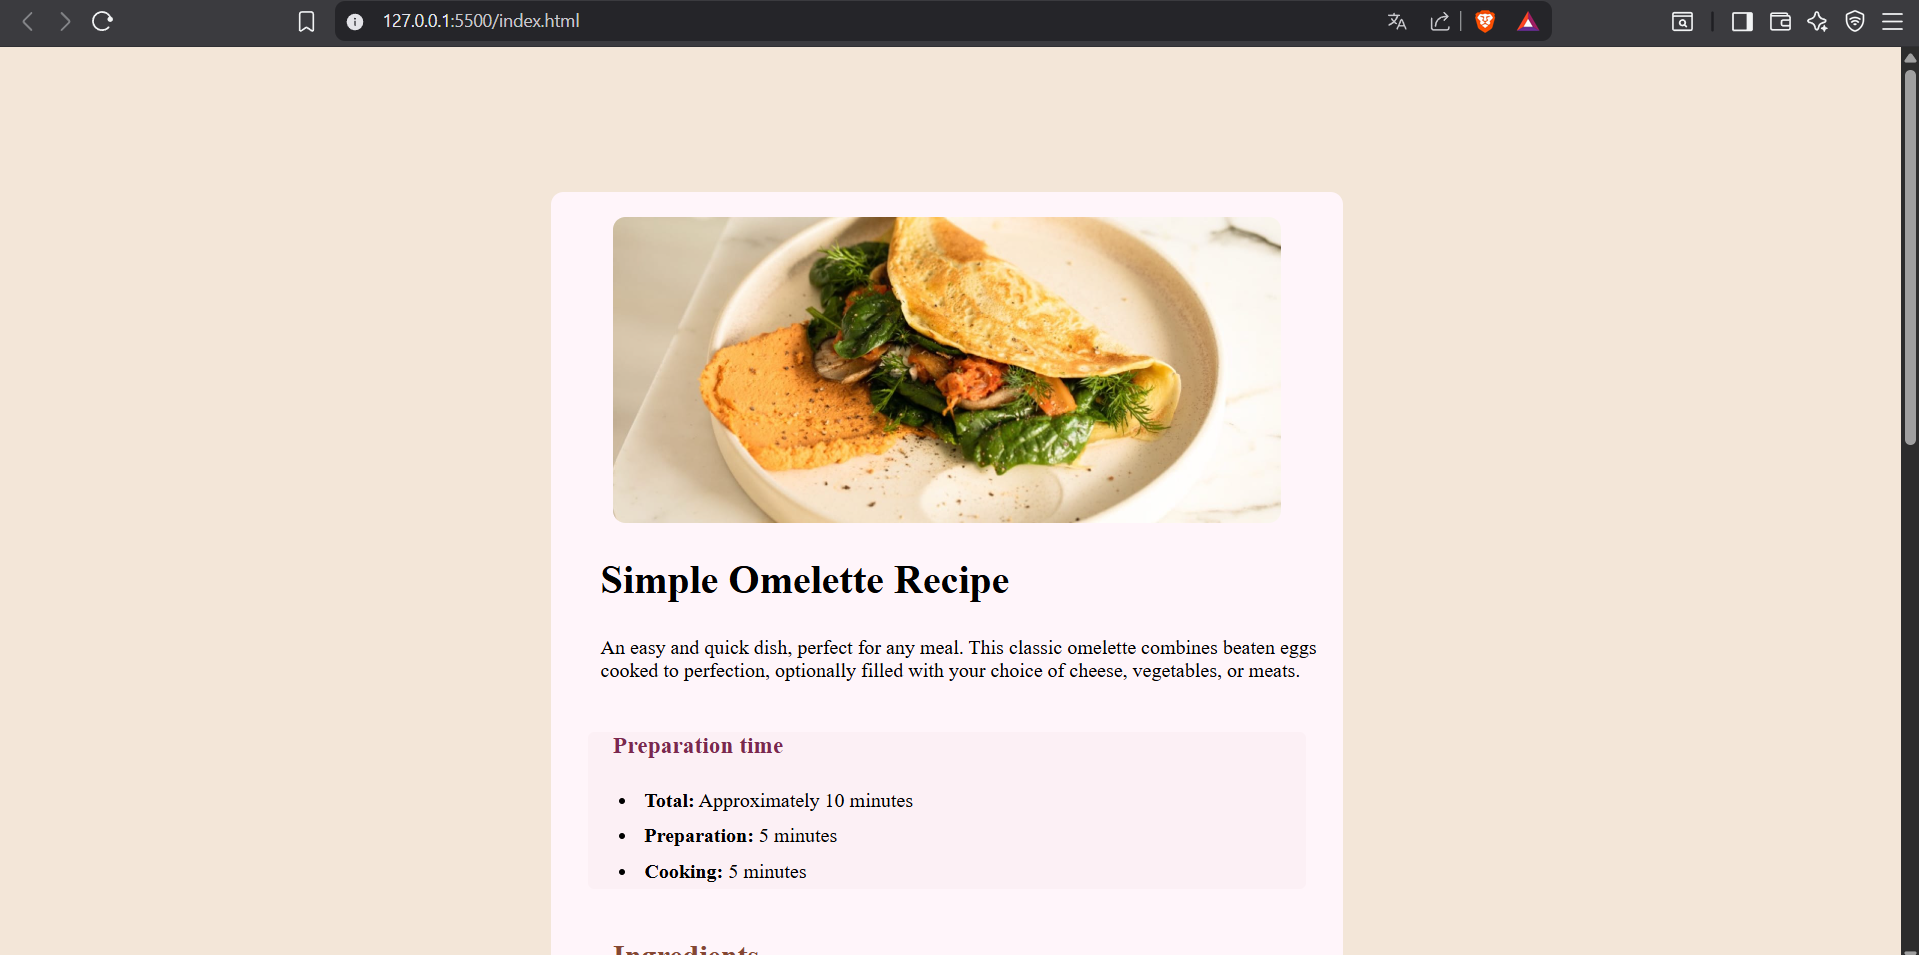 127.0.0.1:5500/index.html
Simple Omelette Recipe
An easy and quick dish, perfect for any meal. This classic omelette combines beaten eggs
cooked to perfection, optionally filled with your choice of cheese, vegetables, or meats.
Preparation time
• Total: Approximately 10 minutes
• Preparation: 5 minutes
• Cooking: 5 minutes
Ingredients